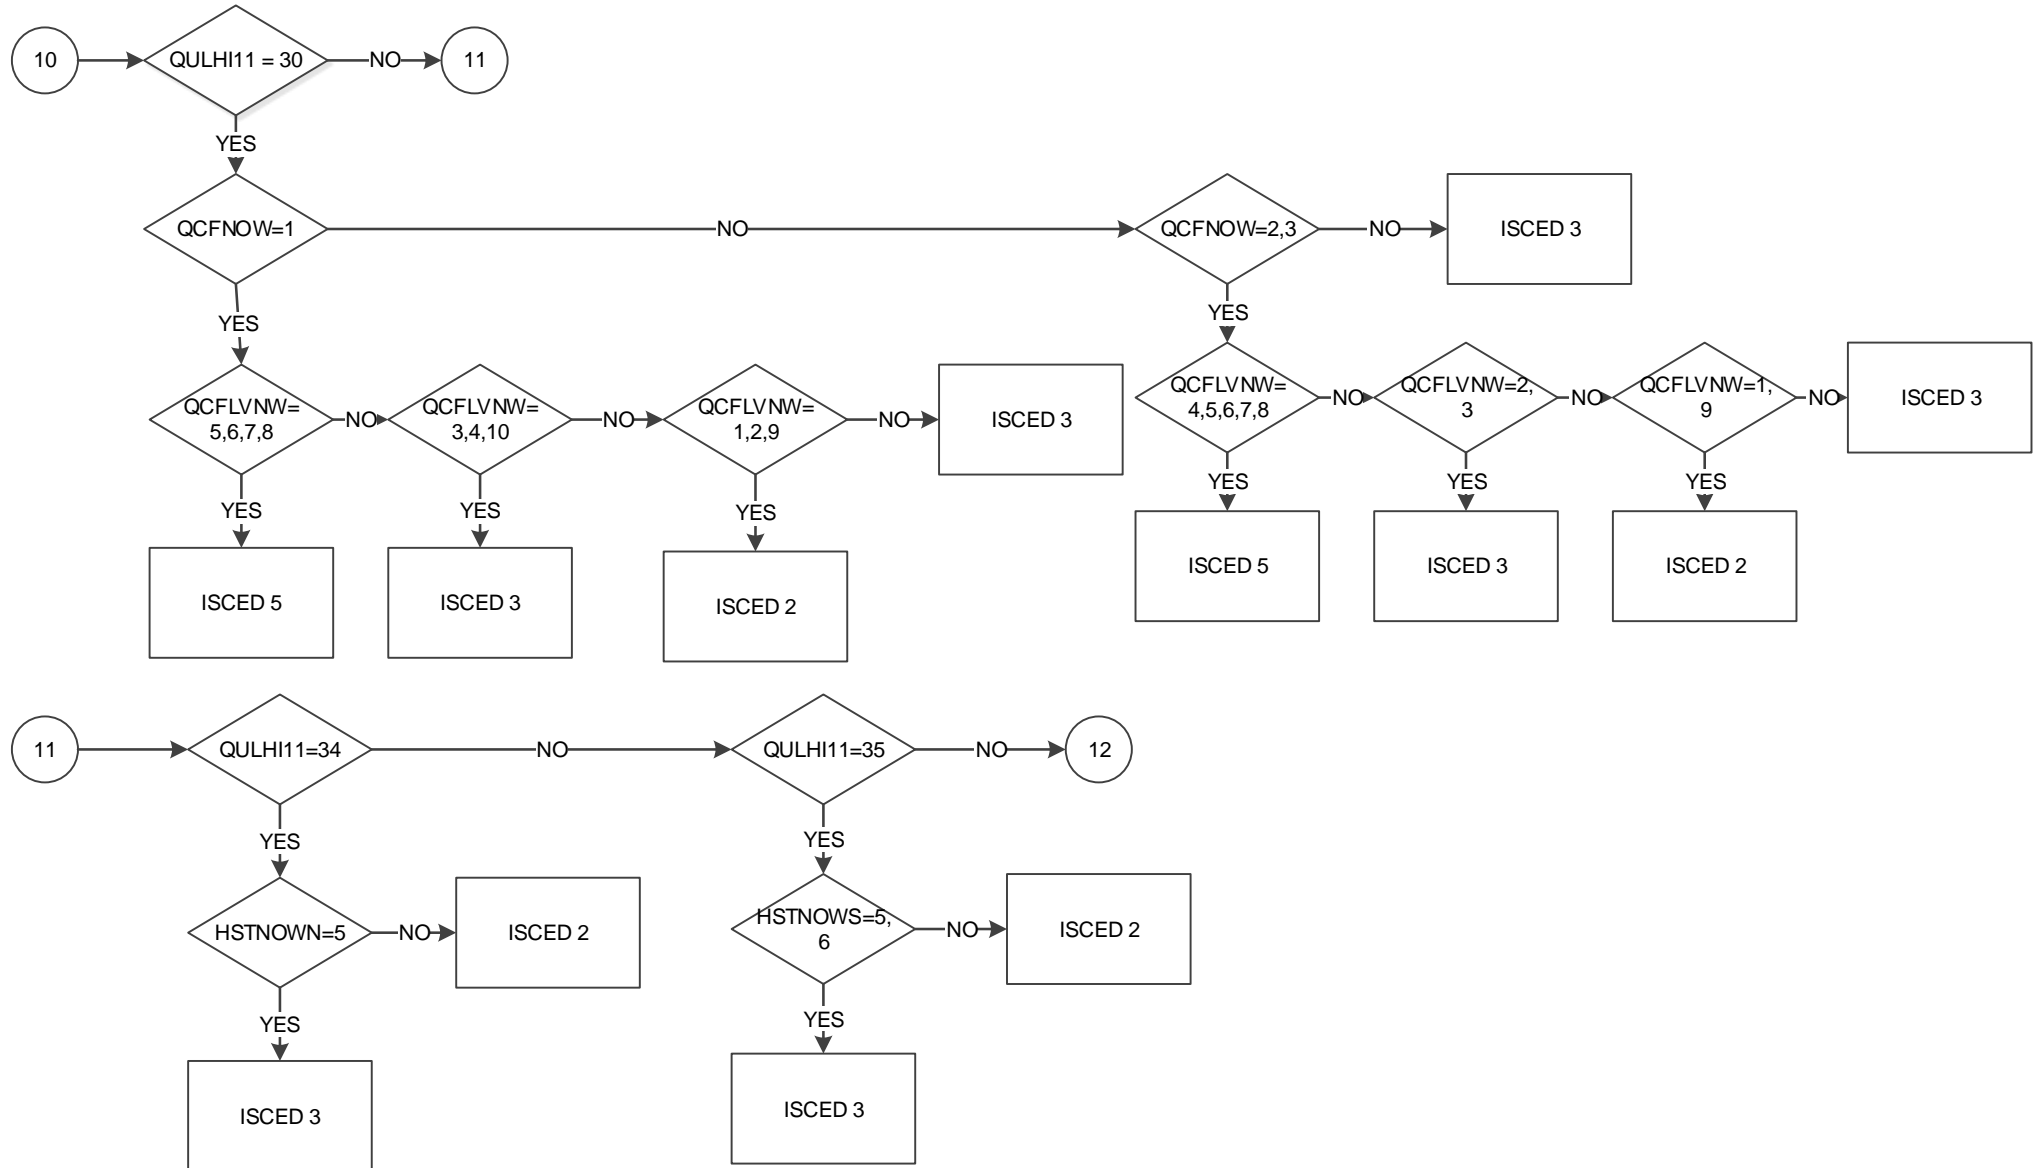 10
QULHI11 = 30
NO
11
YES
QCFNOW=1
NO
QCFNOW=2,3
NO
ISCED 3
YES
YES
QCFLVNW=
5,6,7,8
NO
QCFLVNW=
3,4,10
NO
QCFLVNW=
1,2,9
NO
ISCED 3
QCFLVNW=
4,5,6,7,8
NO
QCFLVNW=2,
3
NO
QCFLVNW=1,
9
NO
ISCED 3
YES
YES
YES
YES
YES
YES
ISCED 5
ISCED 3
ISCED 2
ISCED 5
ISCED 3
ISCED 2
11
QULHI11=34
NO
QULHI11=35
NO
12
YES
YES
HSTNOWN=5
NO
ISCED 2
HSTNOWS=5,
6
NO
ISCED 2
YES
YES
ISCED 3
ISCED 3